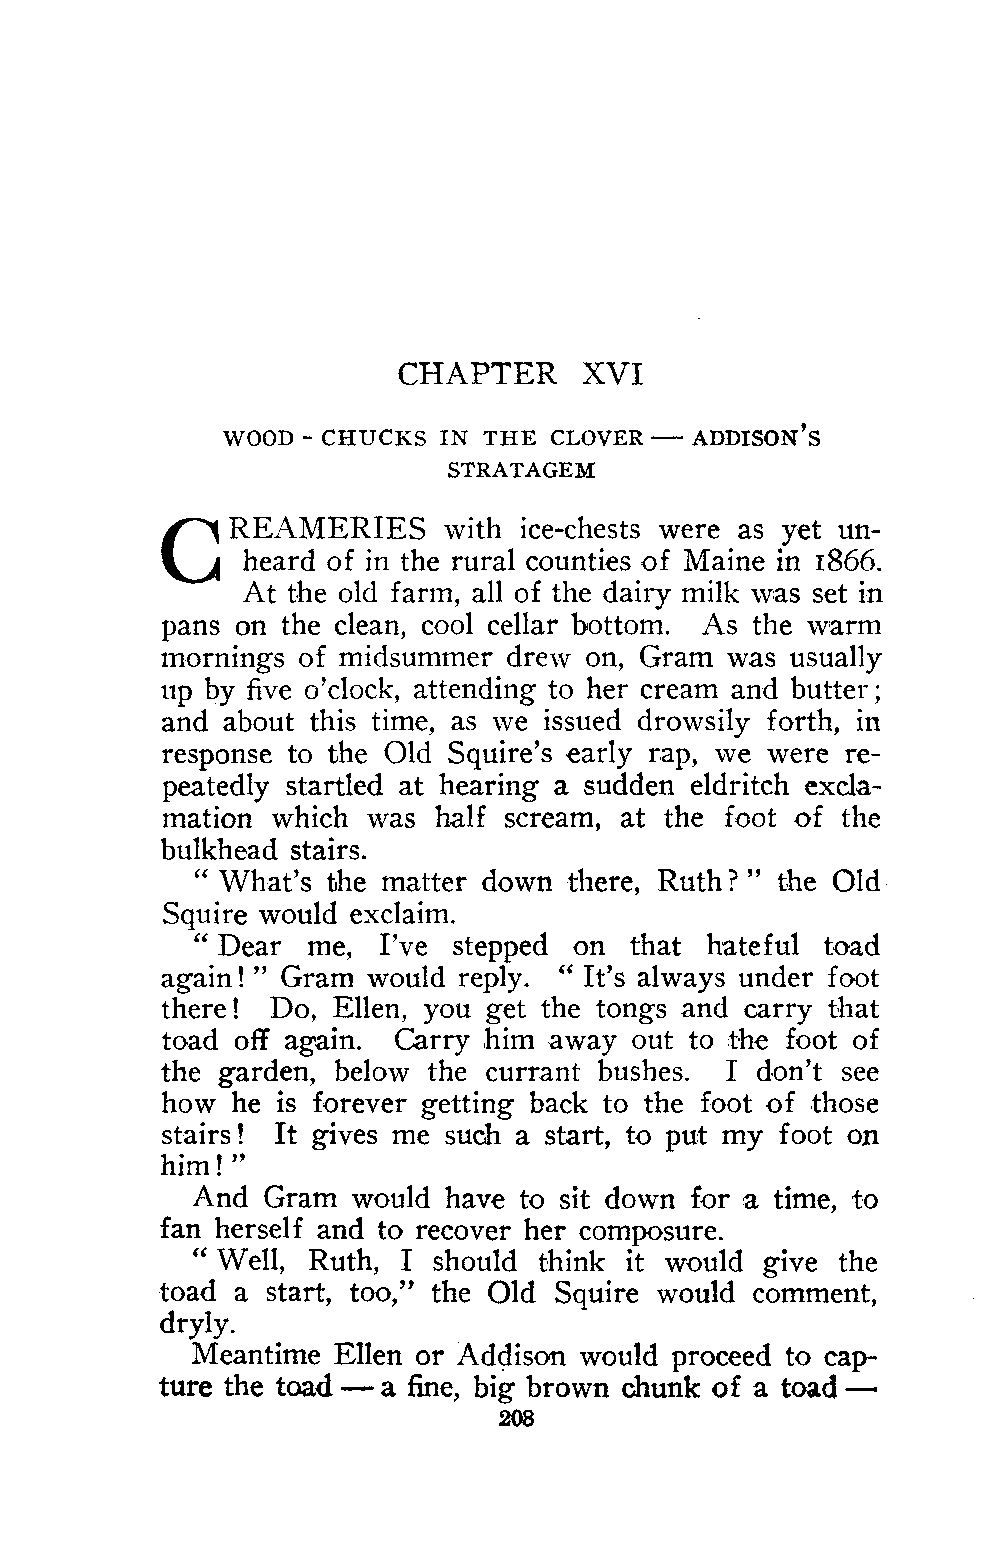 CHAPTER XVI
WOOD - CHUCKS IN THE CLOVER — ADDISON'S
STRATAGEM
CREAMERIES with ice-chests were as yet un-
heard of in the rural counties of Maine in 1866.
At the old farm, all of the dairy milk was set in
pans on the clean, cool cellar bottom. As the warm
mornings of midsummer drew on, Gram was usually
up by five o'clock, attending to her cream and butter;
and about this time, as we issued drowsily forth, in
response to the Old Squire's early rap, we were re-
peatedly startled at hearing a sudden eldritch excla-
mation which was half scream, at the foot of the
bulkhead stairs.
" What's the matter down there, Ruth? " the Old
Squire would exclaim.
" Dear me, I've stepped on that hateful toad
again! " Gram would reply. " It's always under foot
there! Do, Ellen, you get the tongs and carry that
toad off again. Carry him away out to the foot of
the garden, below the currant bushes. I don't see
how he is forever getting back to the foot of those
stairs! It gives me such a start, to put my foot on
him! "
And Gram would have to sit down for a time, to
fan herself and to recover her composure.
" Well, Ruth, I should think it would give the
toad a start, too," the Old Squire would comment,
dryly.
Meantime Ellen or Addison would proceed to cap-
ture the toad — a fine, big brown chunk of a toad —
208